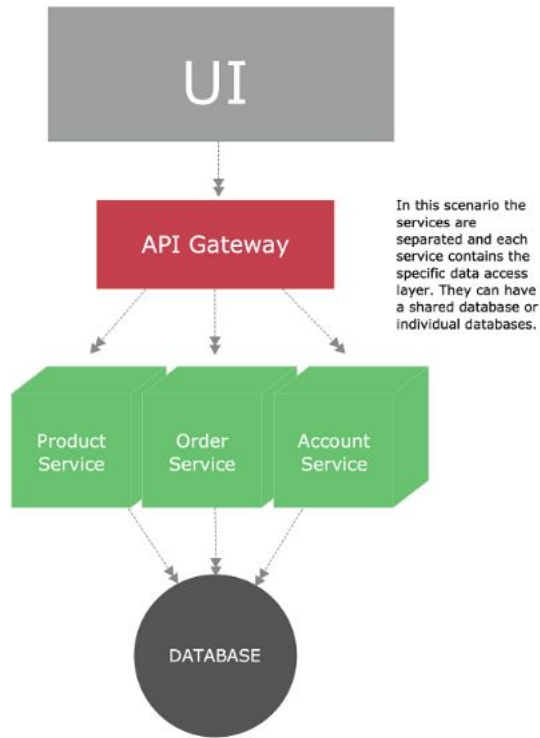 UI
API Gateway
In this scenario the
services are
separated and each
service contains the
specific data access
layer. They can have
a shared database or
individual databases.
Product
Service
Order
Service
Account
Service
DATABASE